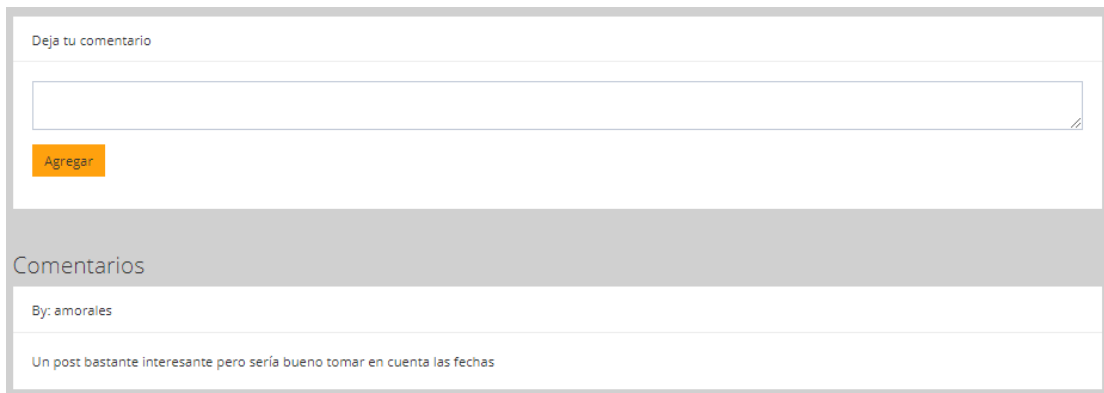 Deja tu comentario
Agregar
Comentarios
By: amorales
Un post bastante interesante pero sería bueno tomar en cuenta las fechas